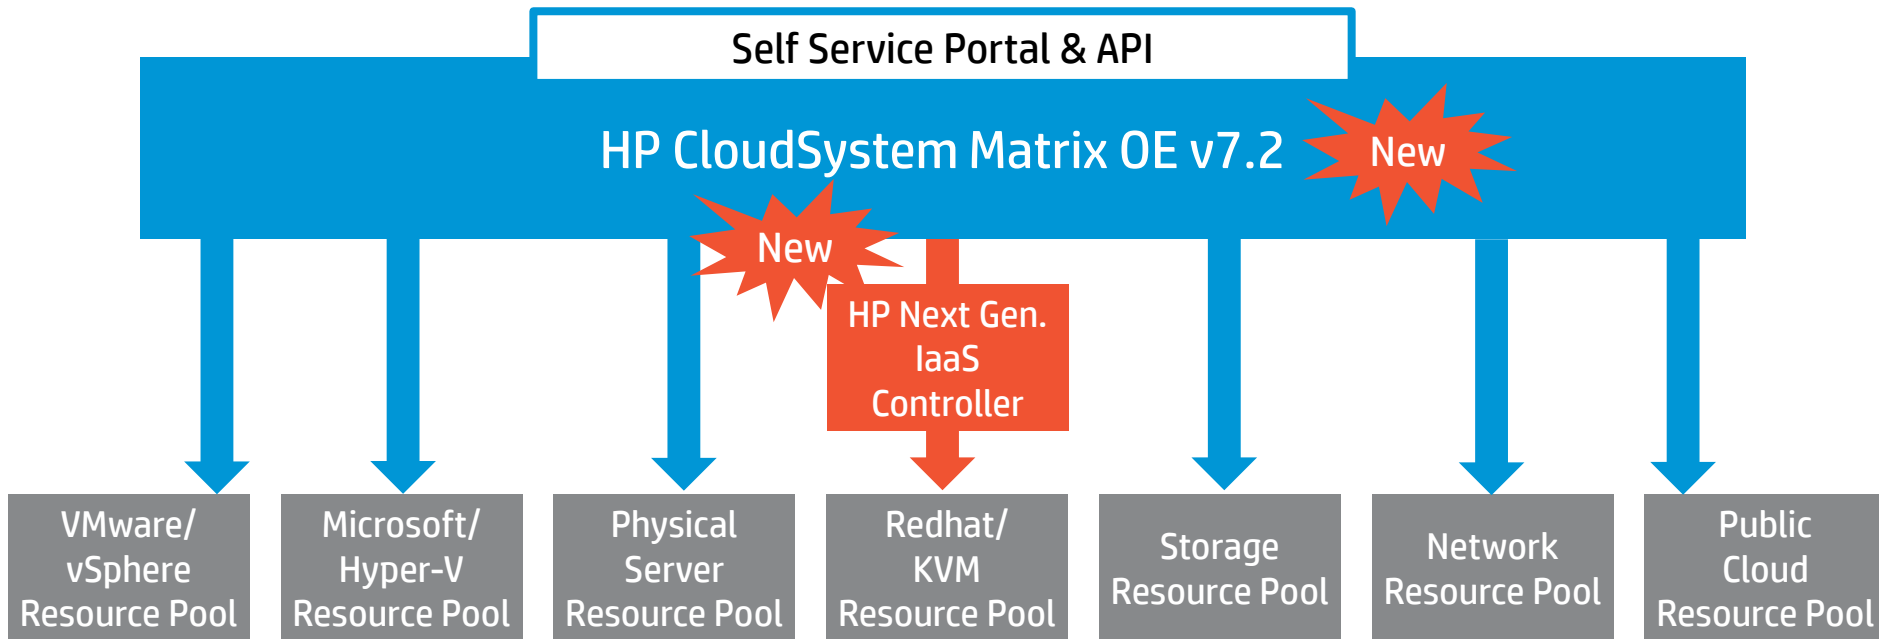 Self Service Portal & API
HP CloudSystem Matrix OE v7.2
New
New
HP Next Gen.
IaaS
Controller
VMware/
vSphere
Resource Pool
Microsoft/
Hyper-V
Resource Pool
Physical
Server
Resource Pool
Redhat/
KVM
Resource Pool
Storage
Resource Pool
Network
Resource Pool
Public
Cloud
Resource Pool